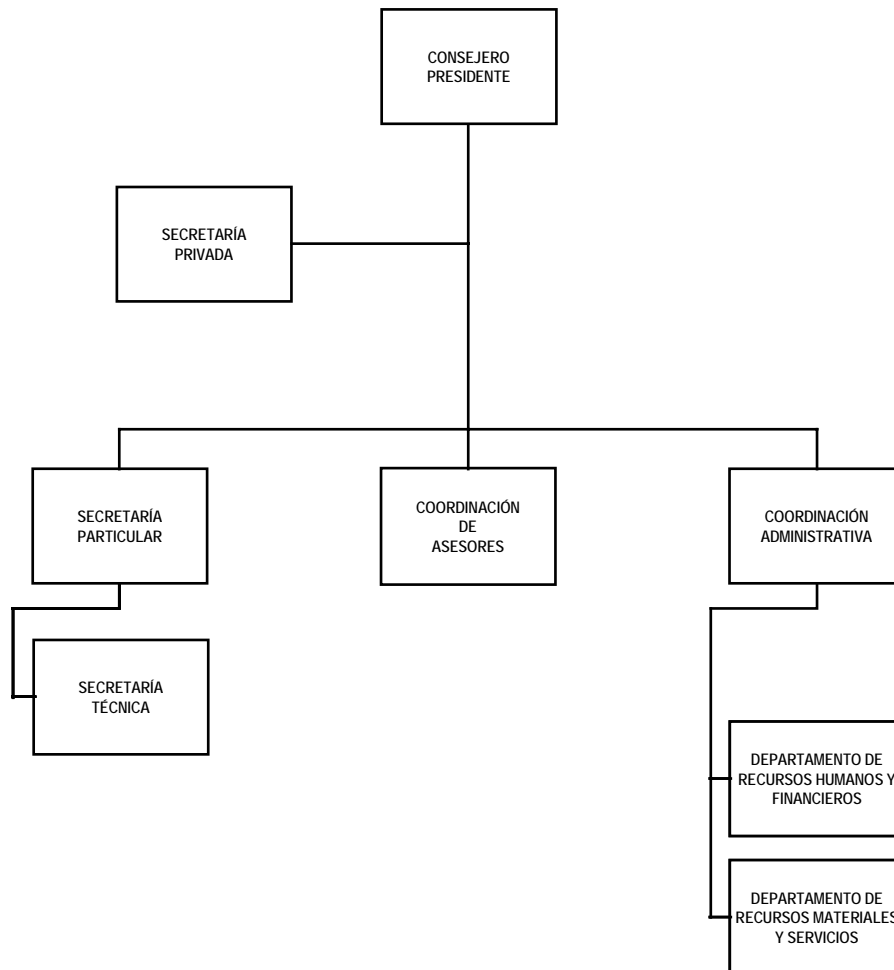 CONSEJERO
PRESIDENTE
SECRETARÍA
PRIVADA
SECRETARÍA
PARTICULAR
COORDINACIÓN
DE
ASESORES
COORDINACIÓN
ADMINISTRATIVA
SECRETARÍA
TÉCNICA
DEPARTAMENTO DE
RECURSOS HUMANOS Y
FINANCIEROS
DEPARTAMENTO DE
RECURSOS MATERIALES
Y SERVICIOS